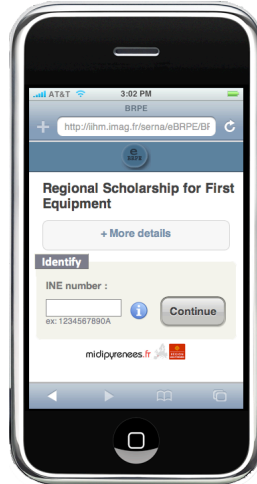 AT&T 3:02 PM
BRPE
http://iihm.imag.fr/serna/eBRPE/BF
e
BRPE
Regional Scholarship for First
Equipment
+ More details
Identify
INE number :
Continue
ex: 1234567890A
midipyrenees.fr